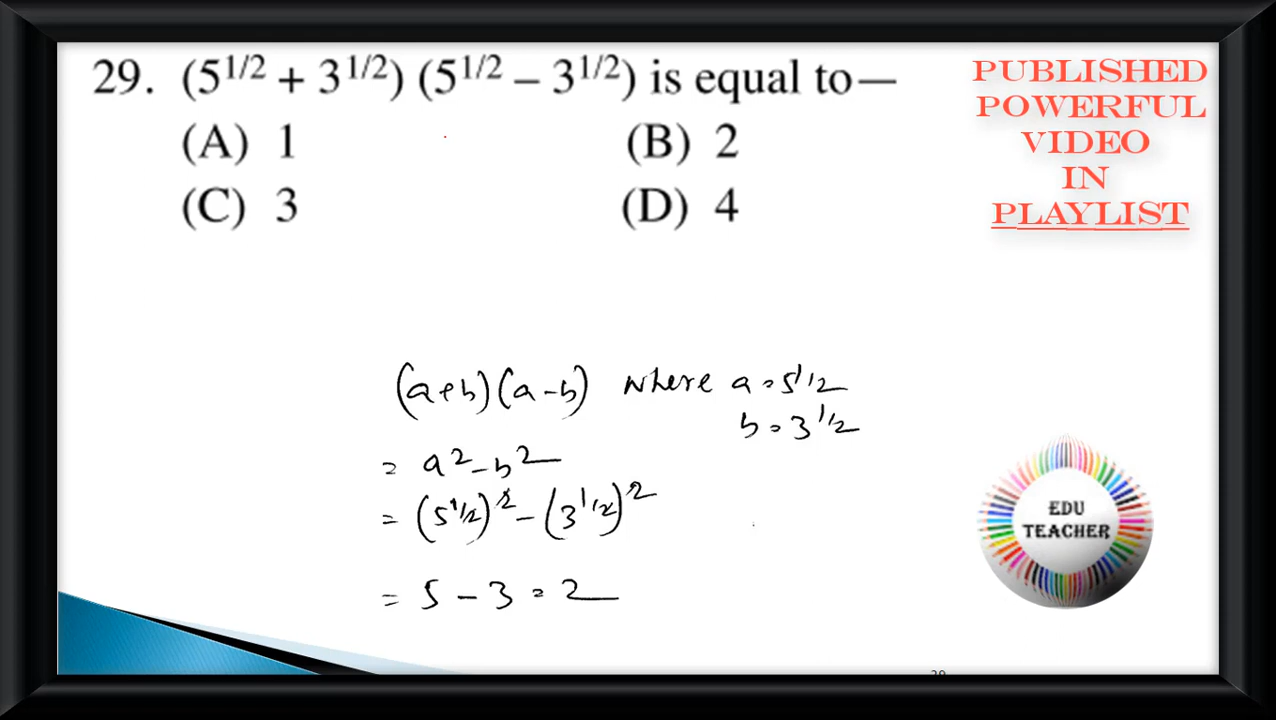 29. (5^1/2 + 3^1/2) (5^1/2 – 3^1/2) is equal to—
(A) 1 (B) 2
(C) 3 (D) 4
PUBLISHED
POWERFUL
VIDEO
IN
PLAYLIST
(a+b)(a-b) where a = 5^1/2
b = 3^1/2
= a^2 - b^2
= (5^1/2)^2 - (3^1/2)^2
= 5 - 3 = 2
EDU
TEACHER